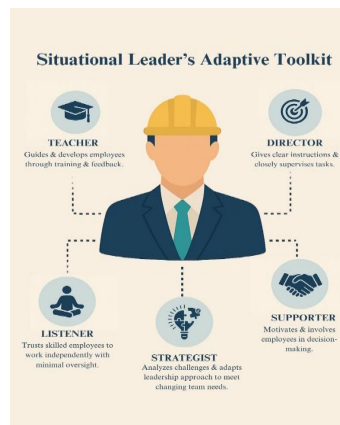 Situational Leader's Adaptive Toolkit
TEACHER
Guides & develops employees
through training & feedback.
DIRECTOR
Gives clear instructions &
closely supervises tasks.
LISTENER
Trusts skilled employees to
work independently with
minimal oversight.
STRATEGIST
Analyzes challenges & adapts
leadership approach to meet
changing team needs.
SUPPORTER
Motivates & involves
employees in decision-
making.